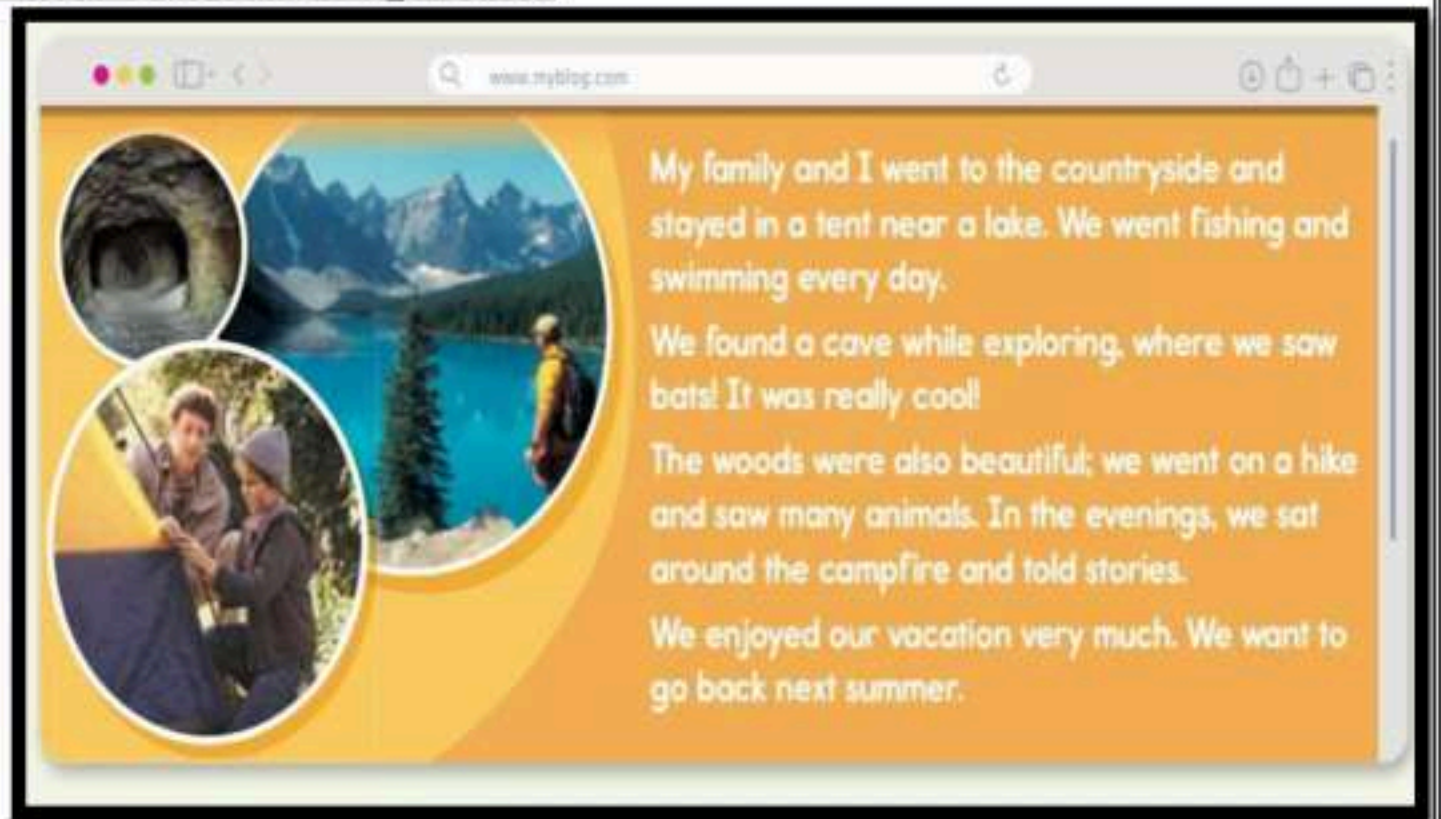 www.myblog.com
My family and I went to the countryside and
stayed in a tent near a lake. We went fishing and
swimming every day.
We found a cave while exploring, where we saw
bats! It was really cool!
The woods were also beautiful; we went on a hike
and saw many animals. In the evenings, we sat
around the campfire and told stories.
We enjoyed our vacation very much. We want to
go back next summer.